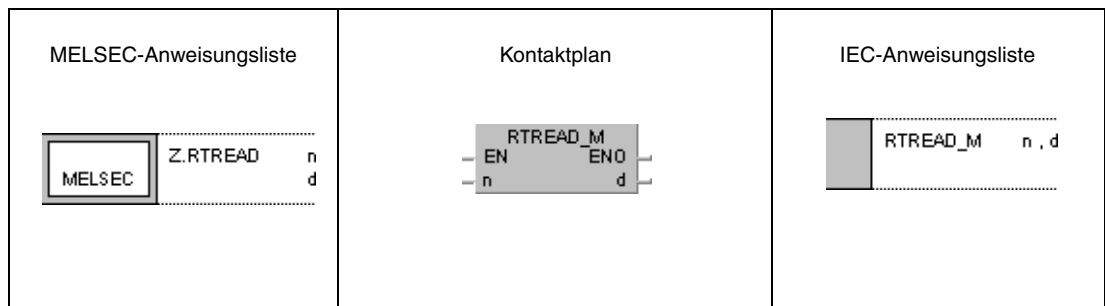 MELSEC-Anweisungsliste
Kontaktplan
IEC-Anweisungsliste
MELSEC
Z.RTREAD n
d
RTREAD_M
EN ENO
n d
RTREAD_M n , d